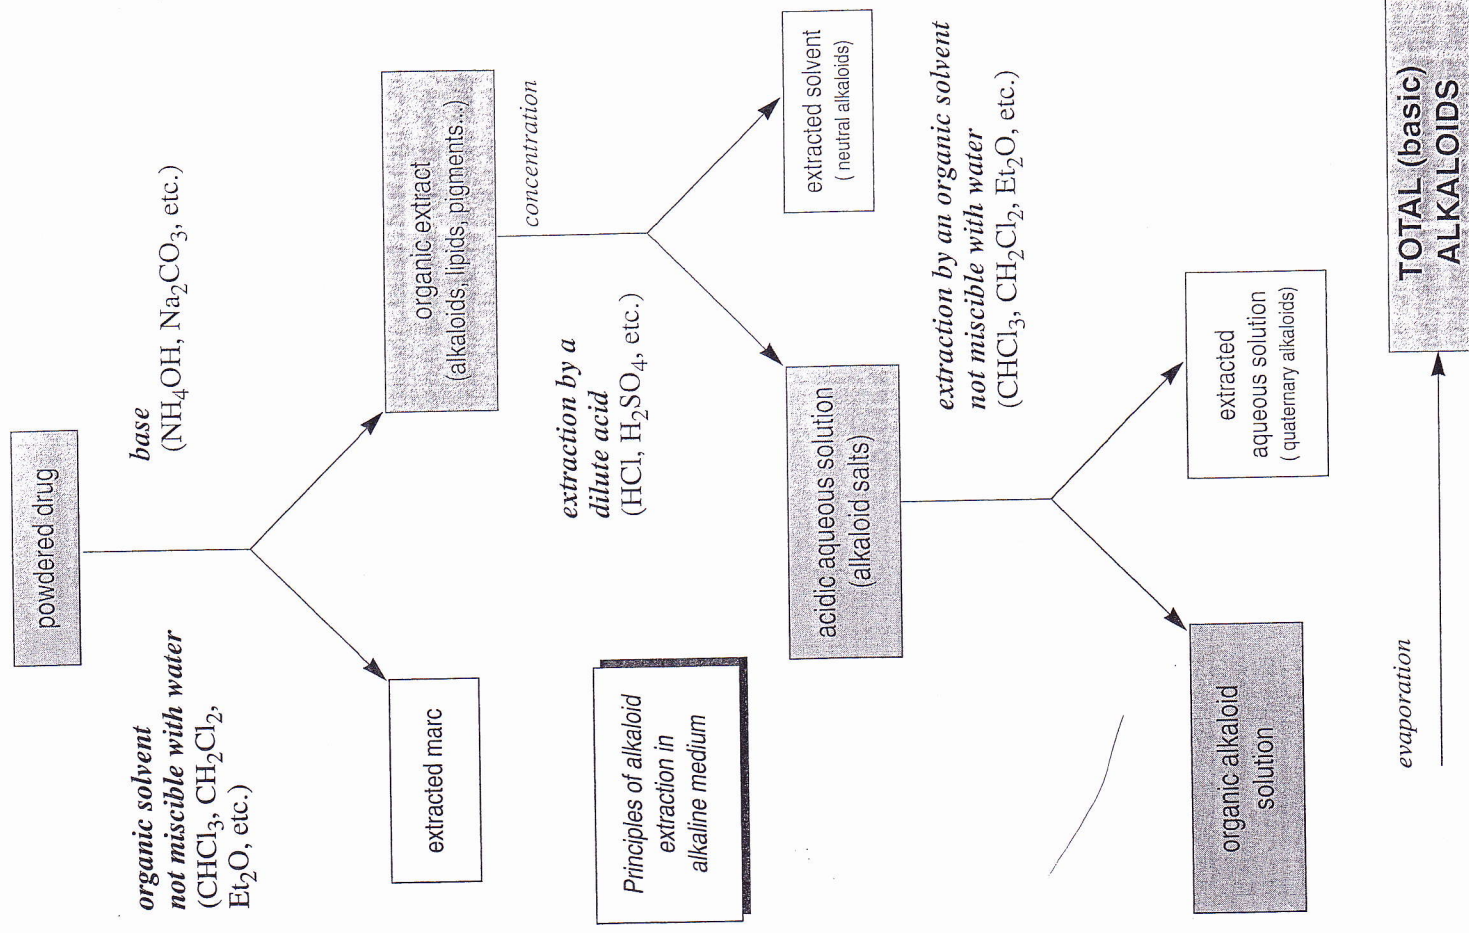 powdered drug
organic solvent
not miscible with water
(CHCl3, CH2Cl2,
Et2O, etc.)
base
(NH4OH, Na2CO3, etc.)
extracted marc
organic extract
(alkaloids, lipids, pigments...)
concentration
Principles of alkaloid
extraction in
alkaline medium
extraction by a
dilute acid
(HCl, H2SO4, etc.)
acidic aqueous solution
(alkaloid salts)
extracted solvent
( neutral alkaloids)
extraction by an organic solvent
not miscible with water
(CHCl3, CH2Cl2, Et2O, etc.)
organic alkaloid
solution
extracted
aqueous solution
( quaternary alkaloids)
evaporation
TOTAL (basic)
ALKALOIDS